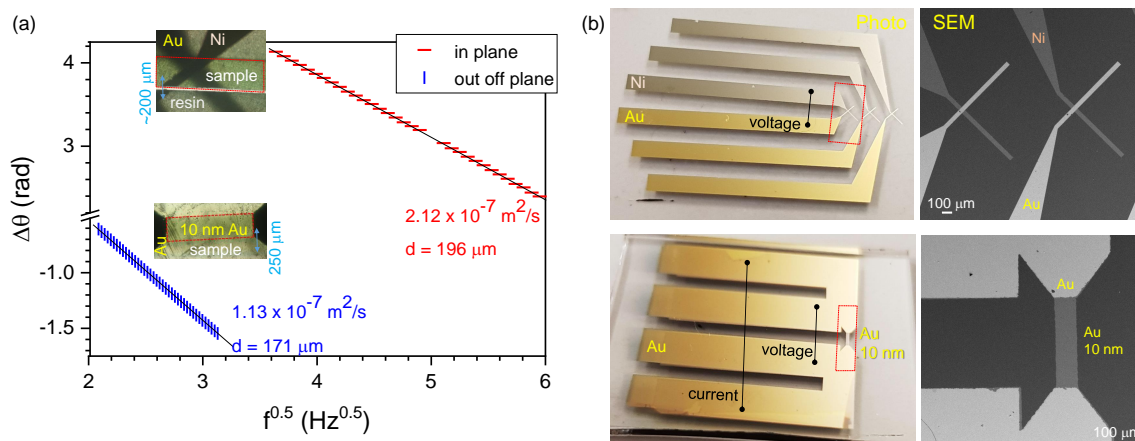 (a)
Au
Ni
sample
resin
~200 μm
in plane
out off plane
4
3
-1.0
-1.5
Δθ (rad)
2.12 x 10⁻⁷ m²/s
d = 196 μm
Au
10 nm Au
sample
250 μm
1.13 x 10⁻⁷ m²/s
d = 171 μm
2 3 4 5 6
f⁰·⁵ (Hz⁰·⁵)
(b)
Photo
Ni
Au
voltage
SEM
Ni
Au
100 μm
Au
voltage
current
Au
10 nm
Au
Au
10 nm
100 μm